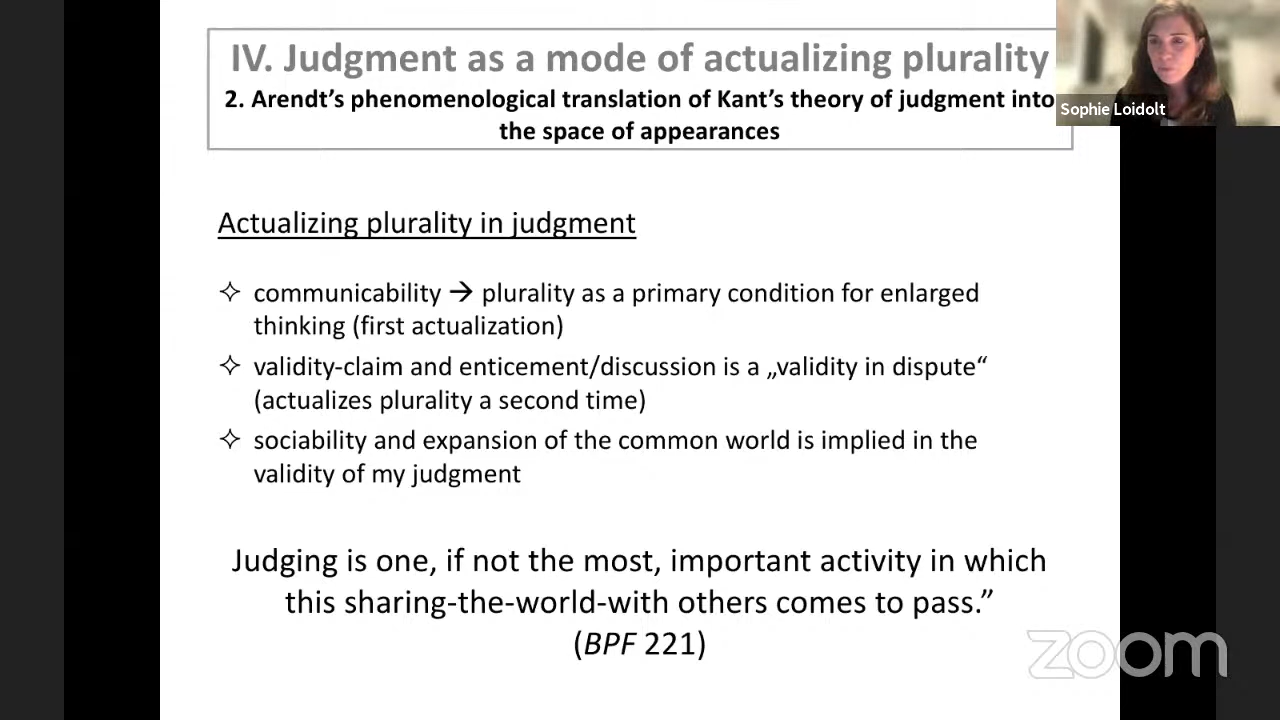 IV. Judgment as a mode of actualizing plurality
2. Arendt’s phenomenological translation of Kant’s theory of judgment into
the space of appearances
Sophie Loidolt
Actualizing plurality in judgment
✧ communicability → plurality as a primary condition for enlarged
thinking (first actualization)
✧ validity-claim and enticement/discussion is a „validity in dispute“
(actualizes plurality a second time)
✧ sociability and expansion of the common world is implied in the
validity of my judgment
Judging is one, if not the most, important activity in which
this sharing-the-world-with others comes to pass.”
(BPF 221)
zoom